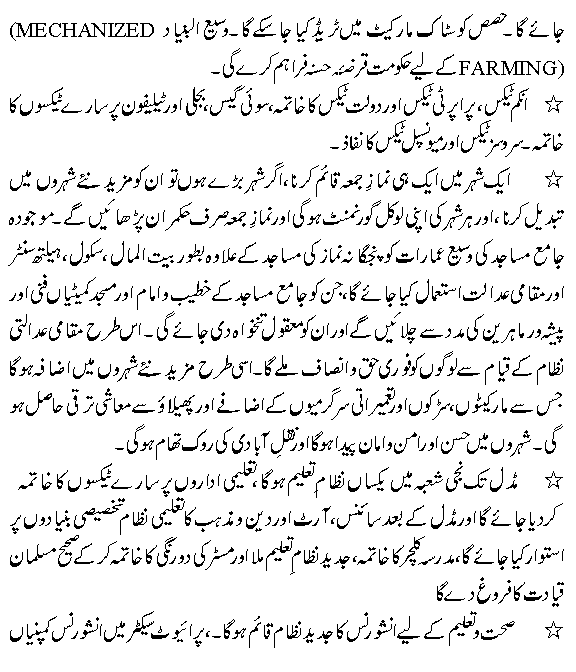 جائے گا۔ حصص کو سٹاک مارکیٹ میں ٹریڈ کیا جا سکے گا۔ وسیع البنیاد (MECHANIZED
FARMING) کے لیے حکومت قرضہ حسنہ فراہم کرے گی۔
☆ انکم ٹیکس، پراپرٹی ٹیکس اور دولت ٹیکس کا خاتمہ، سوئی گیس، بجلی اور ٹیلیفون پر سارے ٹیکسوں کا
خاتمہ۔ سروسز ٹیکس اور میونسپل ٹیکس کا نفاذ۔
☆ ایک شہر میں ایک ہی نماز جمعہ قائم کرنا، اگر شہر بڑے ہوں تو ان کو مزید نئے شہروں میں
تبدیل کرنا، اور ہر شہر کی اپنی لوکل گورنمنٹ ہوگی اور نماز جمعہ صرف حکمران پڑھائیں گے۔ موجودہ
جامع مساجد کی وسیع عمارات کو پنجگانہ نماز کی مساجد کے علاوہ بطور بیت المال، سکول، ہیلتھ سنٹر
اور مقامی عدالت استعمال کیا جائے گا، جن کو جامع مساجد کے خطیب وامام اور مسجد کمیٹیاں فنی اور
پیشہ ور ماہرین کی مدد سے چلائیں گے اور ان کو معقول تنخواہ دی جائے گی۔ اس طرح مقامی عدالتی
نظام کے قیام سے لوگوں کو فوری حق وانصاف ملے گا۔ اسی طرح مزید نئے شہروں میں اضافہ ہوگا
جس سے مارکیٹوں، سڑکوں اور تعمیراتی سرگرمیوں کے اضافے اور پھیلاؤ سے معاشی ترقی حاصل ہو
گی۔ شہروں میں حسن اور امن وامان پیدا ہوگا اور نقل آبادی کی روک تھام ہوگی۔
☆ مڈل تک نجی شعبہ میں یکساں نظام تعلیم ہوگا، تعلیمی اداروں پر سارے ٹیکسوں کا خاتمہ
کر دیا جائے گا اور مڈل کے بعد سائنس، آرٹ اور دین ومذہب کا تعلیمی نظام تخصیصی بنیادوں پر
استوار کیا جائے گا، مدرسہ کلچر کا خاتمہ، جدید نظامِ تعلیم ملا اور مسٹر کی دورنگی کا خاتمہ کر کے صحیح مسلمان
قیادت کا فروغ دے گا
☆ صحت وتعلیم کے لیے انشورنس کا جدید نظام قائم ہوگا۔، پرائیوٹ سیکٹر میں انشورنس کمپنیاں